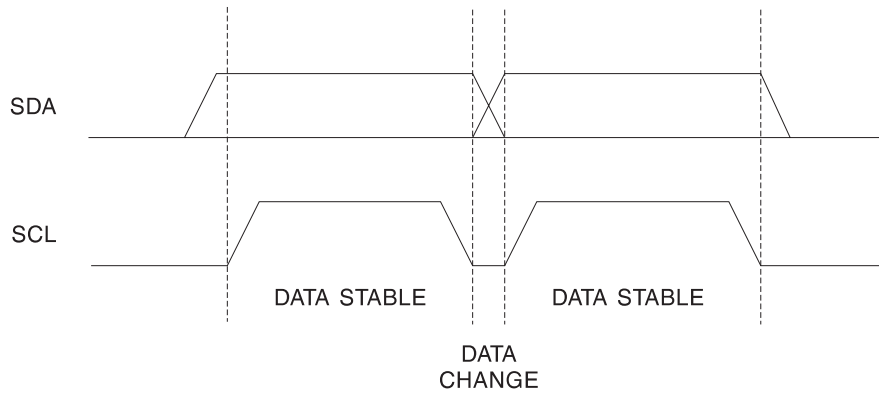 SDA
SCL
DATA STABLE
DATA STABLE
DATA
CHANGE